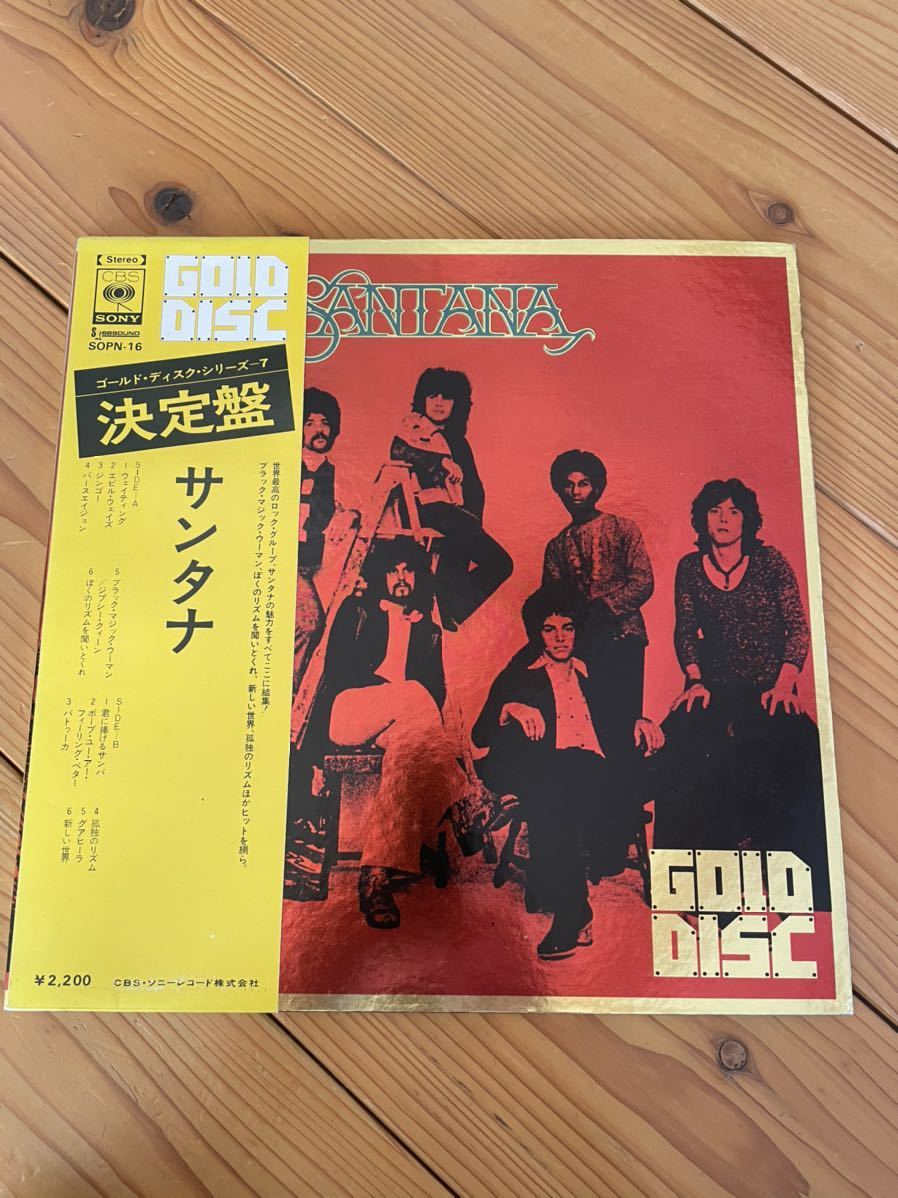 Stereo
CBS
SONY
SOPN-16
GOLD
DISC
ゴールド・ディスク・シリーズ-7
決定盤
サンタナ
世界最高のロック・グループ、サンタナの魅力をすべてここに結集!
ブラック・マジック・ウーマン、ぼくのリズムを聞いとくれ、新しい世界、孤独のリズムほかヒットを網ら。
SIDE-A
1 ウェイティング
2 エビル・ウェイズ
3 ジンゴー
4 パースエイジョン
5 ブラック・マジック・ウーマン
/ジプシー・クィーン
6 ぼくのリズムを聞いとくれ
SIDE-B
1 君に捧げるサンバ
2 ホープ・ユー・アー・
フィーリング・ベター
3 バトゥーカ
4 孤独のリズム
5 グアヒーラ
6 新しい世界
¥2,200
CBS・ソニーレコード株式会社
SANTANA
GOLD
DISC